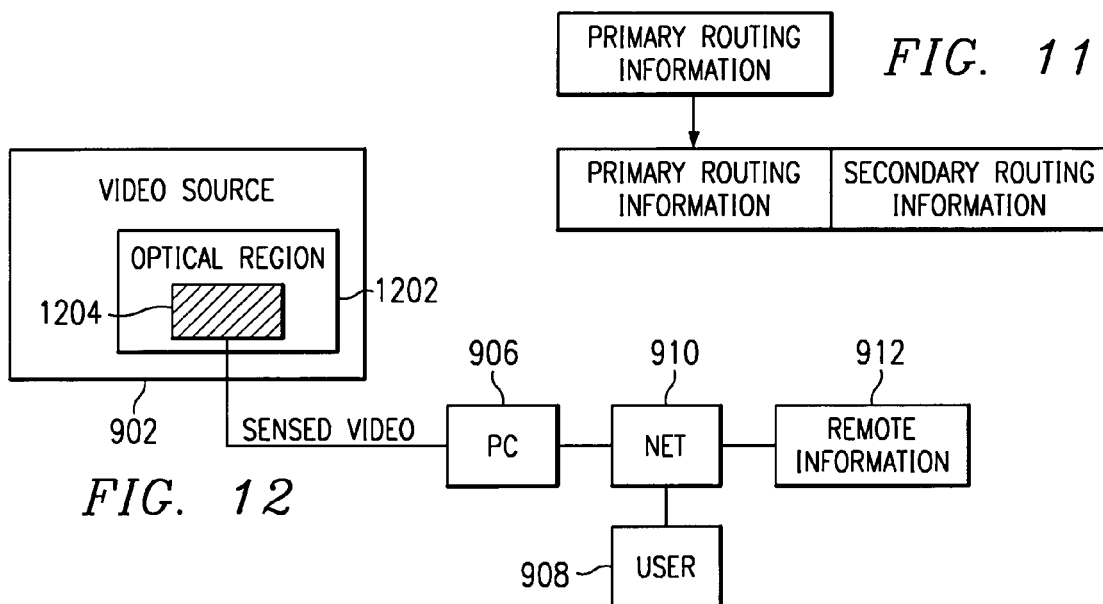 PRIMARY ROUTING
INFORMATION
FIG. 11
PRIMARY ROUTING
INFORMATION
SECONDARY ROUTING
INFORMATION
VIDEO SOURCE
OPTICAL REGION
1204
1202
902
SENSED VIDEO
906
PC
910
NET
912
REMOTE
INFORMATION
908
USER
FIG. 12